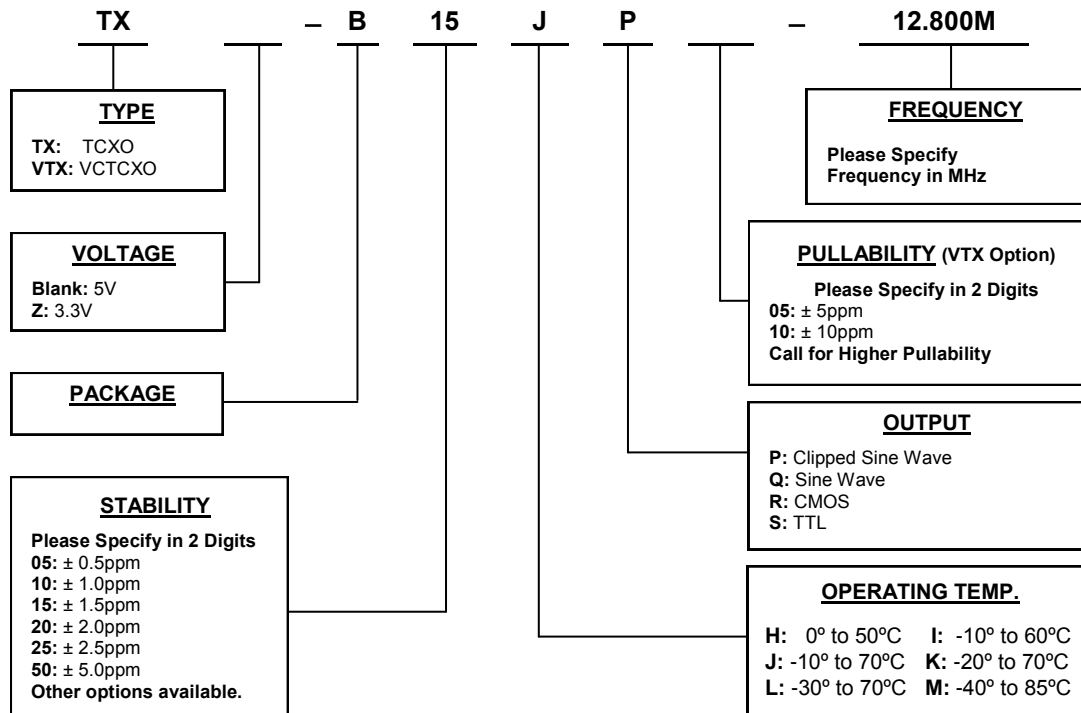 TX – B 15 J P – 12.800M
TYPE
TX: TCXO
VTX: VCTCXO
VOLTAGE
Blank: 5V
Z: 3.3V
PACKAGE
STABILITY
Please Specify in 2 Digits
05: ± 0.5ppm
10: ± 1.0ppm
15: ± 1.5ppm
20: ± 2.0ppm
25: ± 2.5ppm
50: ± 5.0ppm
Other options available.
FREQUENCY
Please Specify
Frequency in MHz
PULLABILITY (VTX Option)
Please Specify in 2 Digits
05: ± 5ppm
10: ± 10ppm
Call for Higher Pullability
OUTPUT
P: Clipped Sine Wave
Q: Sine Wave
R: CMOS
S: TTL
OPERATING TEMP.
H: 0º to 50ºC I: -10º to 60ºC
J: -10º to 70ºC K: -20º to 70ºC
L: -30º to 70ºC M: -40º to 85ºC